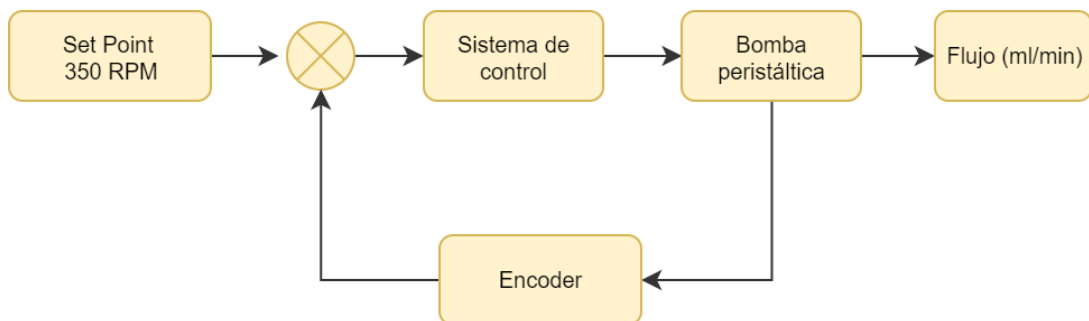 Set Point
350 RPM
Sistema de
control
Bomba
peristáltica
Flujo (ml/min)
Encoder